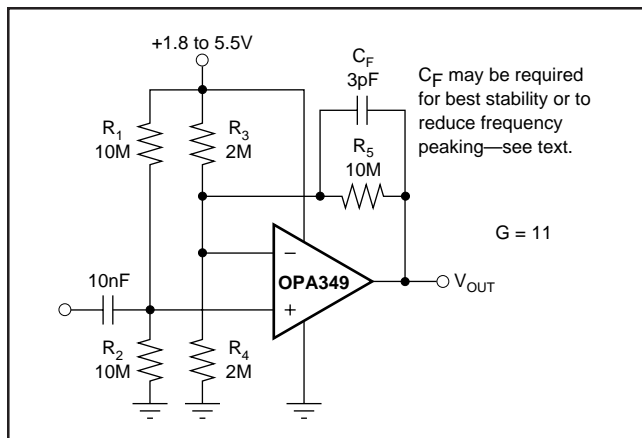 +1.8 to 5.5V
C_F
3pF
C_F may be required
for best stability or to
reduce frequency
peaking—see text.
R_1
10M
R_3
2M
R_5
10M
G = 11
10nF
−
OPA349
+
V_OUT
R_2
10M
R_4
2M